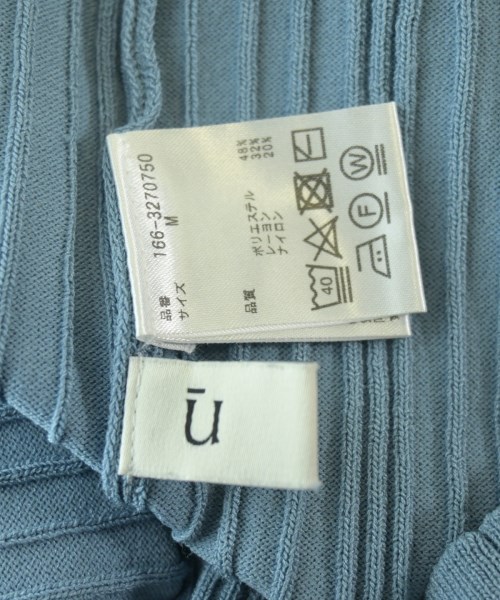 品番 166-3270750
サイズ M
品質 ポリエステル 48%
レーヨン 32%
ナイロン 20%
40
F
W
ū